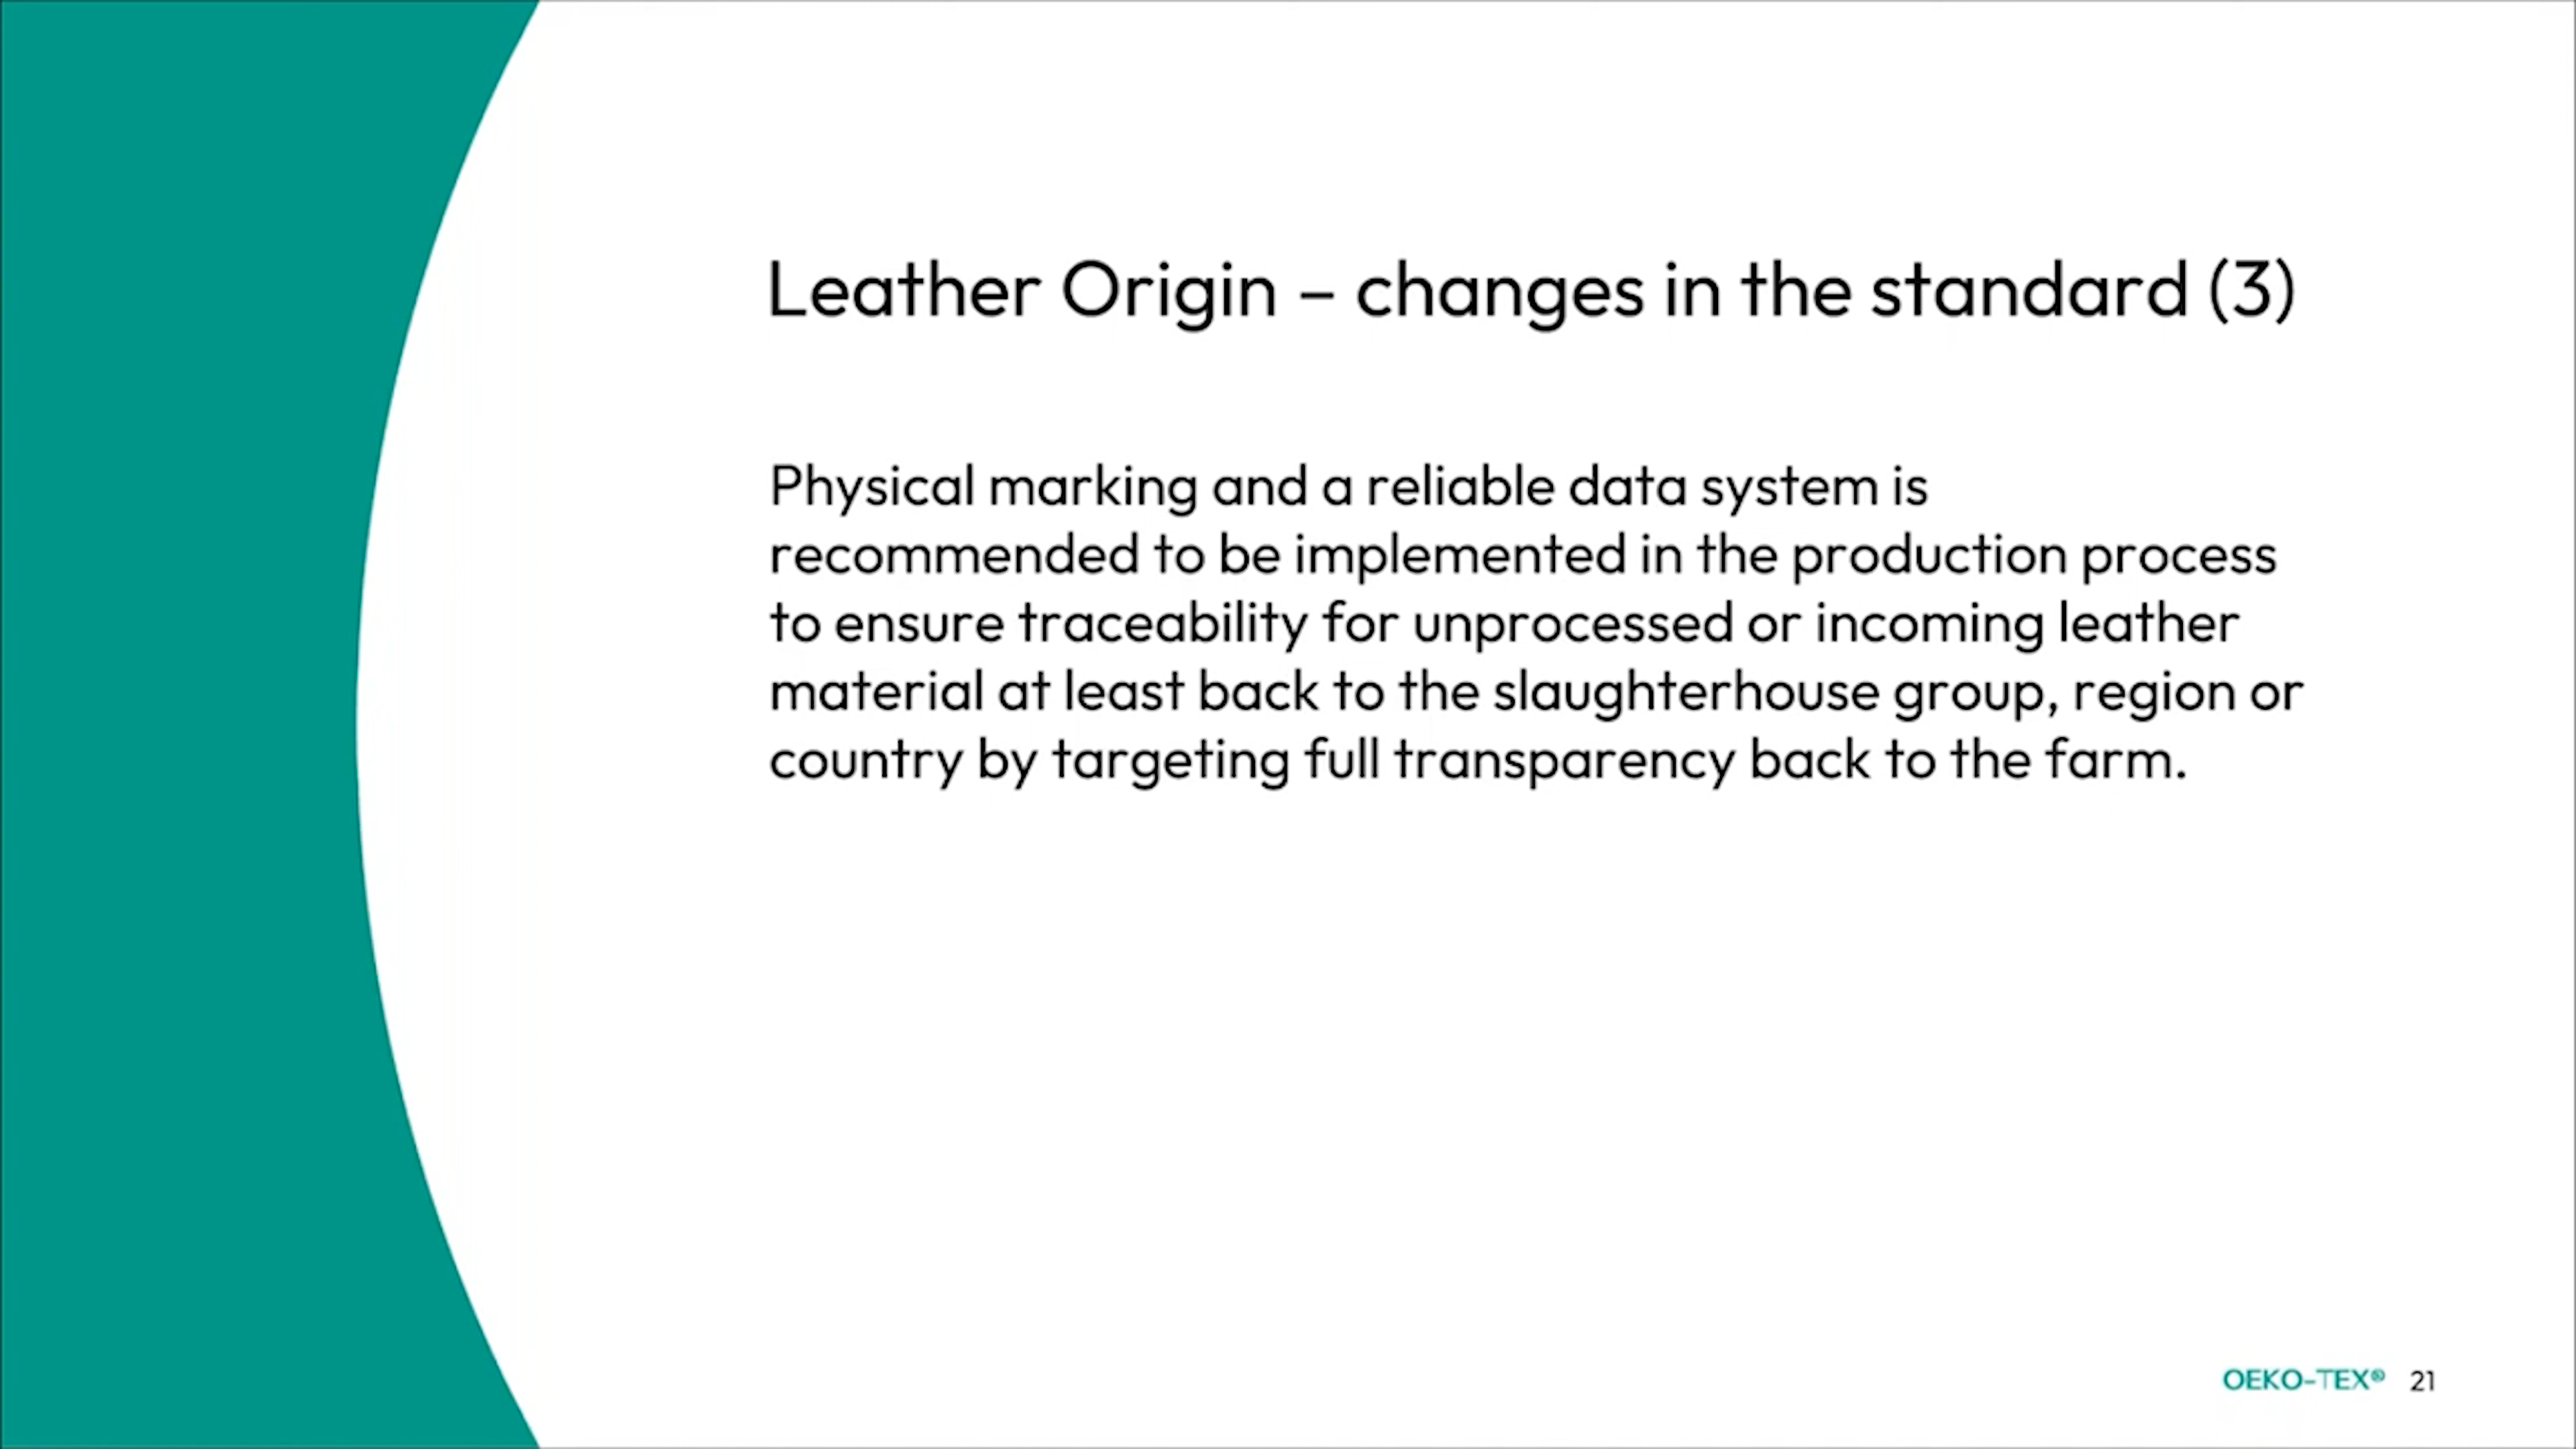 Leather Origin – changes in the standard (3)
Physical marking and a reliable data system is
recommended to be implemented in the production process
to ensure traceability for unprocessed or incoming leather
material at least back to the slaughterhouse group, region or
country by targeting full transparency back to the farm.
OEKO-TEX® 21